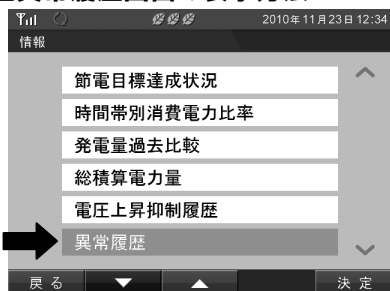 2010年11月23日 12:34
情報
節電目標達成状況
時間帯別消費電力比率
発電量過去比較
総積算電力量
電圧上昇抑制履歴
異常履歴
戻る
決定